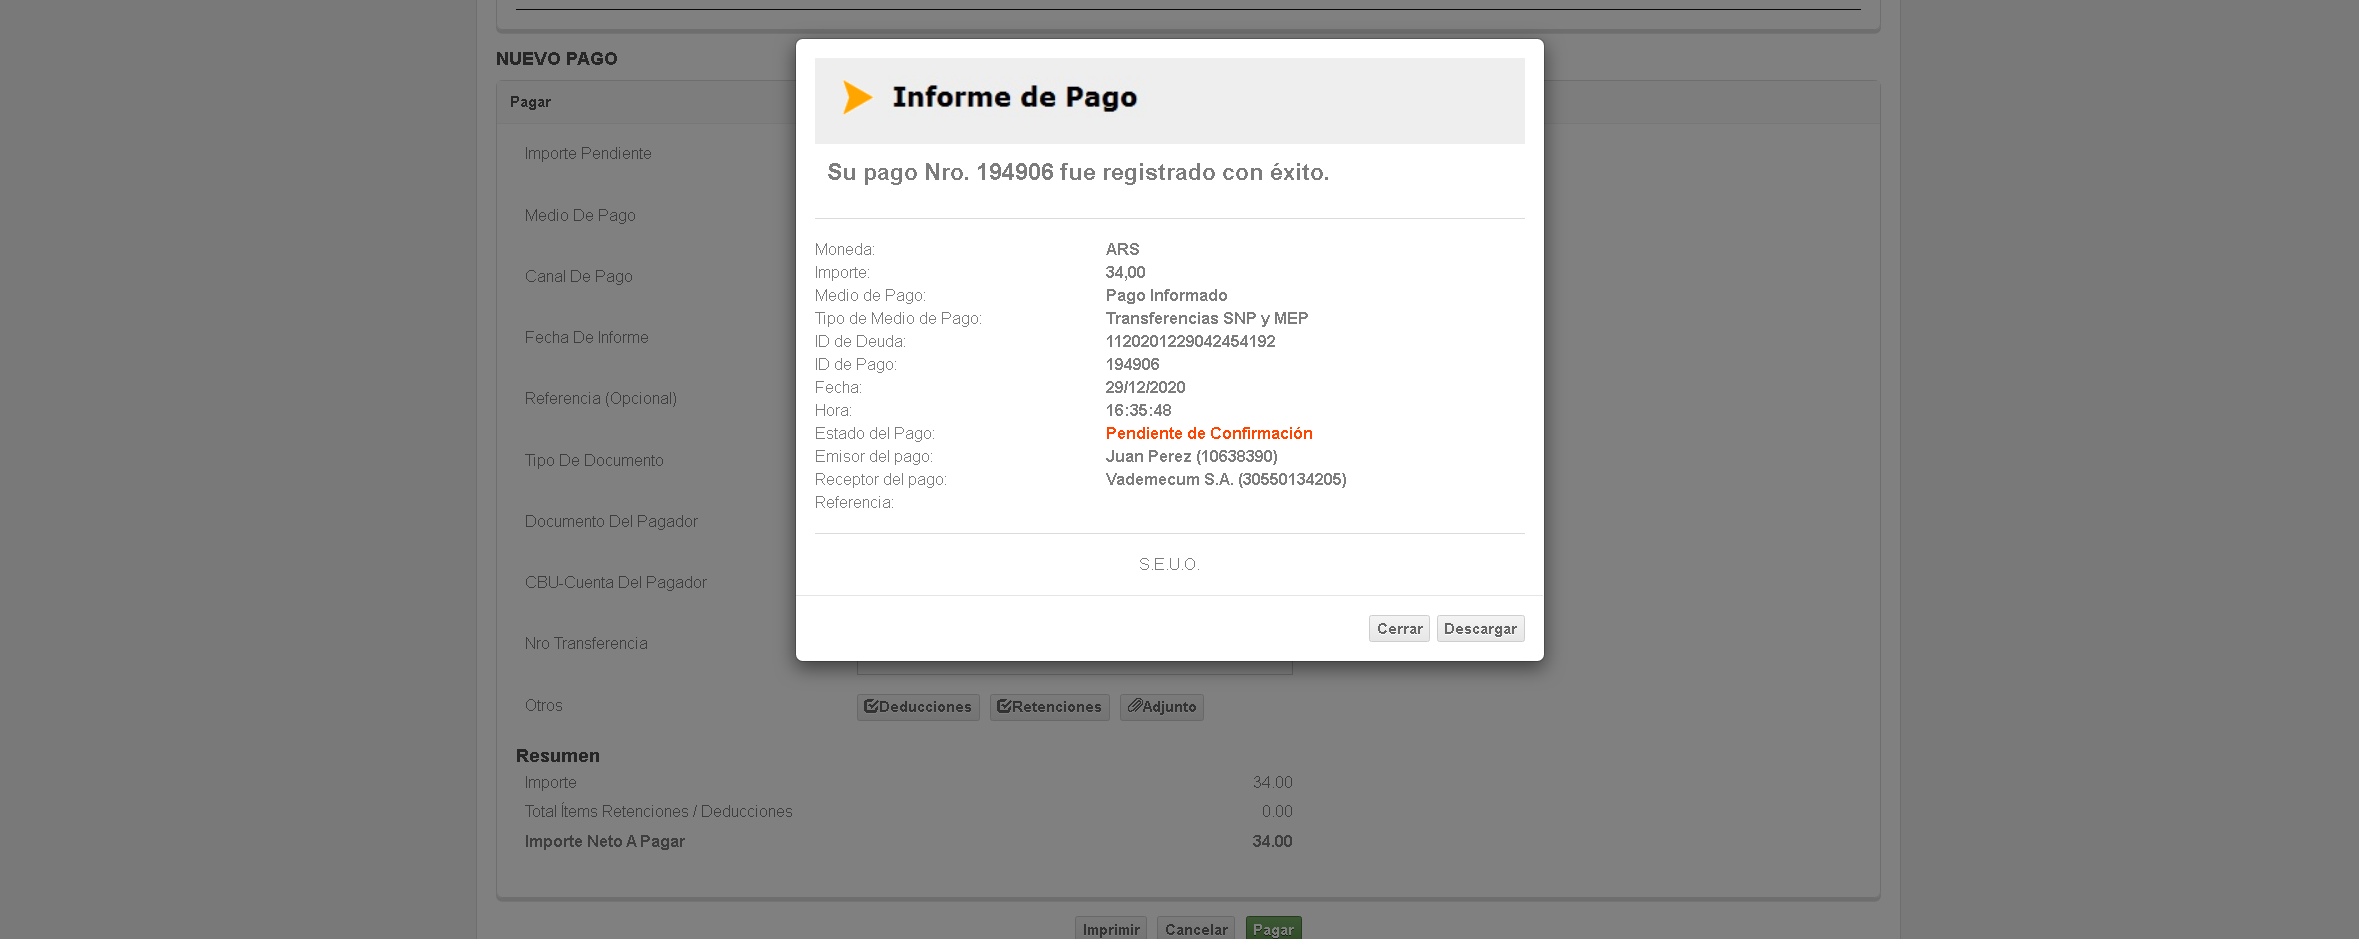 NUEVO PAGO
Pagar
Importe Pendiente
Medio De Pago
Canal De Pago
Fecha De Informe
Referencia (Opcional)
Tipo De Documento
Documento Del Pagador
CBU-Cuenta Del Pagador
Nro Transferencia
Otros
Deducciones Retenciones Adjunto
Resumen
Importe 34.00
Total Ítems Retenciones / Deducciones 0.00
Importe Neto A Pagar 34.00
Imprimir Cancelar Pagar
Informe de Pago
Su pago Nro. 194906 fue registrado con éxito.
Moneda: ARS
Importe: 34,00
Medio de Pago: Pago Informado
Tipo de Medio de Pago: Transferencias SNP y MEP
ID de Deuda: 1120201229042454192
ID de Pago: 194906
Fecha: 29/12/2020
Hora: 16:35:48
Estado del Pago: Pendiente de Confirmación
Emisor del pago: Juan Perez (10638390)
Receptor del pago: Vademecum S.A. (30550134205)
Referencia:
S.E.U.O.
Cerrar Descargar